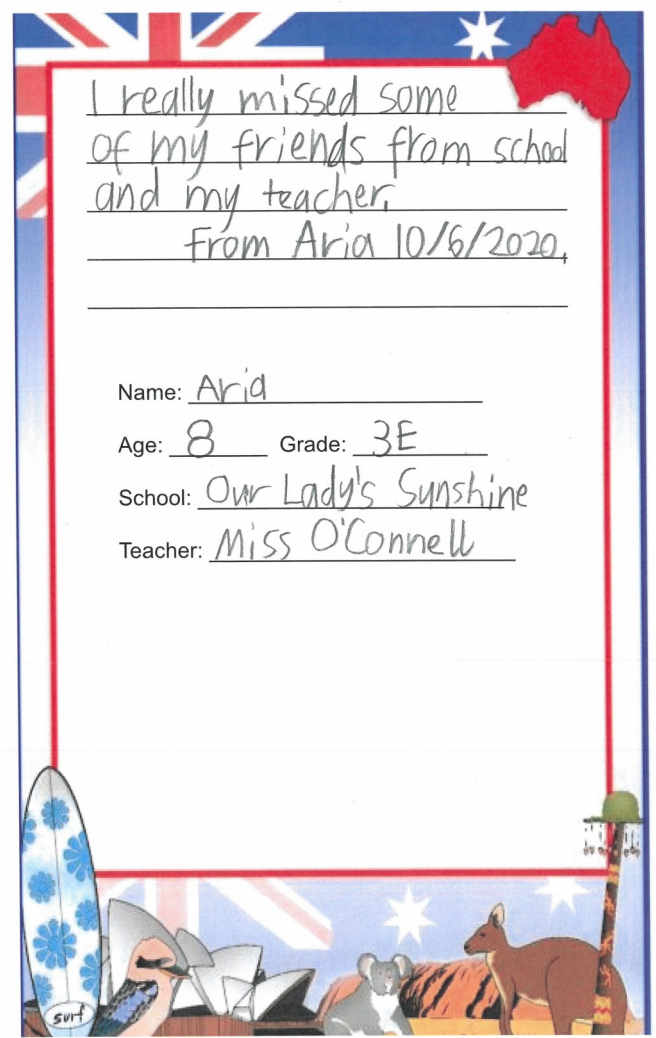 I really missed some
of my friends from school
and my teacher.
from Aria 10/6/2020.
Name: Aria
Age: 8 Grade: 3E
School: Our Lady's Sunshine
Teacher: Miss O'Connell
surf